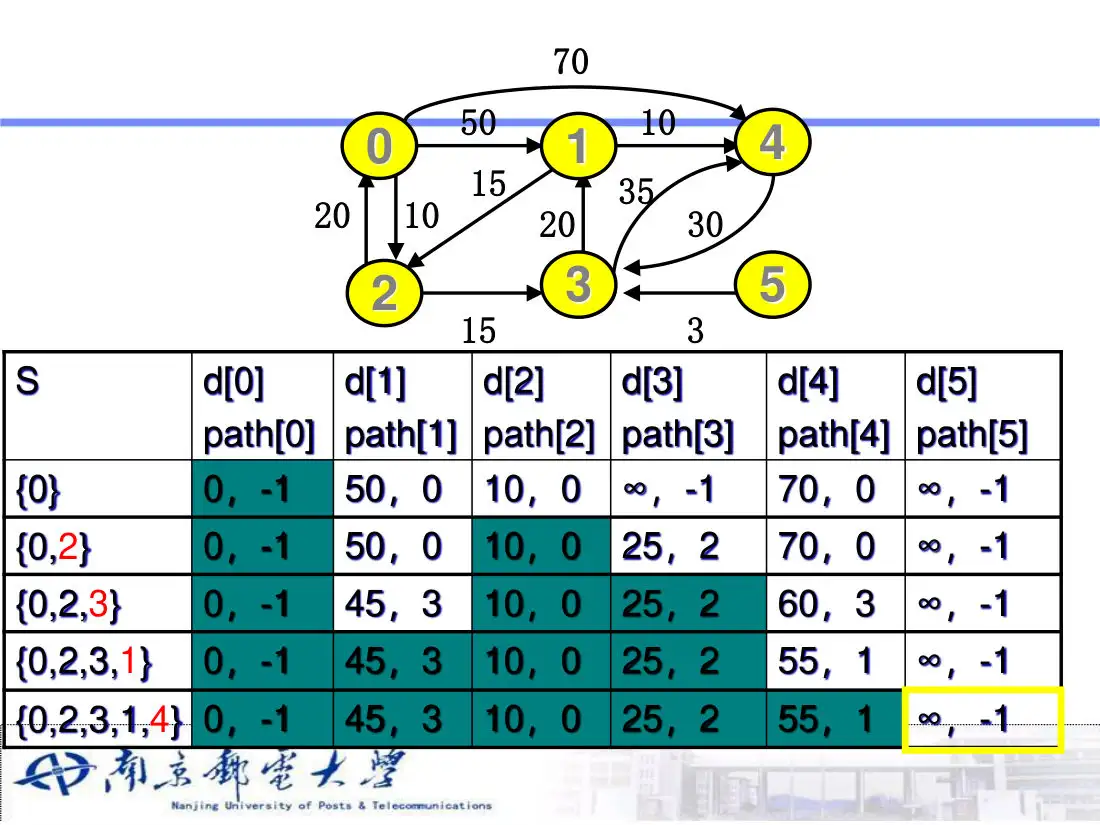 70
50
10
0
1
4
15
35
20
10
20
30
2
3
5
15
3
S d[0] d[1] d[2] d[3] d[4] d[5]
path[0] path[1] path[2] path[3] path[4] path[5]
{0} 0，-1 50，0 10，0 ∞，-1 70，0 ∞，-1
{0,2} 0，-1 50，0 10，0 25，2 70，0 ∞，-1
{0,2,3} 0，-1 45，3 10，0 25，2 60，3 ∞，-1
{0,2,3,1} 0，-1 45，3 10，0 25，2 55，1 ∞，-1
{0,2,3,1,4} 0，-1 45，3 10，0 25，2 55，1 ∞，-1
南京郵電大學
Nanjing University of Posts & Telecommunications